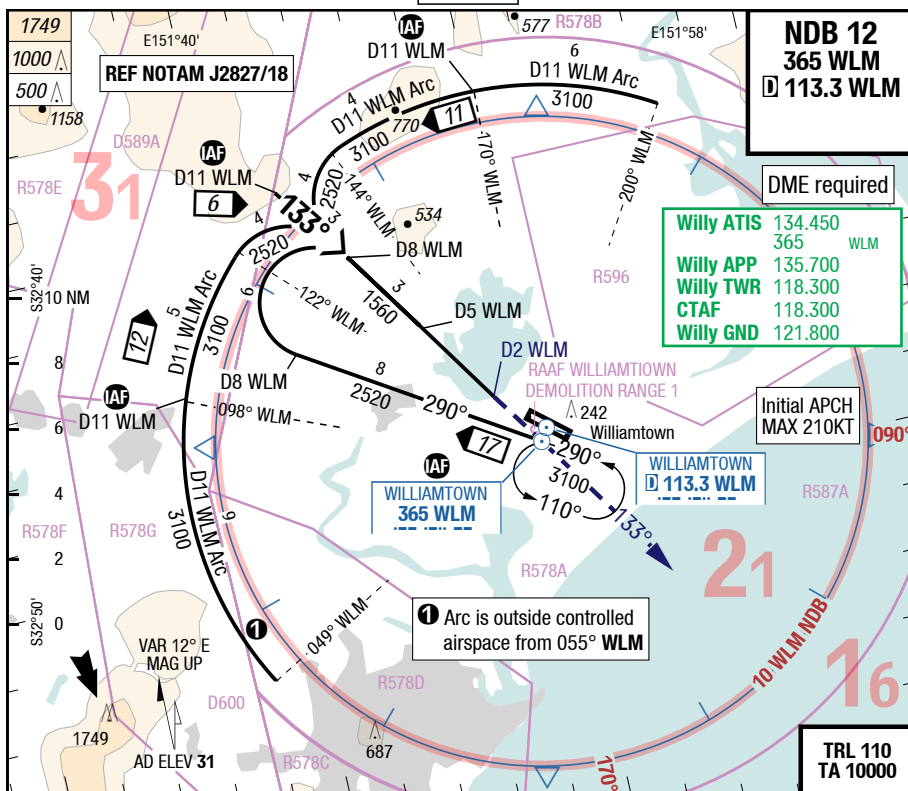 1749
1000
500
1158
E151°40'
REF NOTAM J2827/18
IAF
D11 WLM
577
R578B
E151°58'
NDB 12
365 WLM
D 113.3 WLM
6
D11 WLM Arc
3100
4
D11 WLM Arc
3100
770
11
170° WLM
200° WLM
D589A
R578E
31
IAF
D11 WLM
6
4
2520
144° WLM
133°
3
534
D8 WLM
DME required
Willy ATIS 134.450
365 WLM
Willy APP 135.700
Willy TWR 118.300
CTAF 118.300
Willy GND 121.800
R596
4
2520
5
D11 WLM Arc
3100
6
122° WLM
3
1560
D5 WLM
S32°40'
10 NM
8
6
4
2
0
S32°50'
12
D8 WLM
8
2520
290°
17
D2 WLM
RAAF WILLIAMTOWN
DEMOLITION RANGE 1
242
Williamtown
Initial APCH
MAX 210KT
090°
IAF
D11 WLM
098° WLM
IAF
WILLIAMTOWN
365 WLM
290°
3100
110°
133°
WILLIAMTOWN
D 113.3 WLM
R587A
R578F
R578G
D11 WLM Arc
3100
9
R578A
21
1 Arc is outside controlled
airspace from 055° WLM
1
049° WLM
VAR 12° E
MAG UP
D600
R578D
10 WLM NDB
16
1749
AD ELEV 31
R578C
687
170°
TRL 110
TA 10000